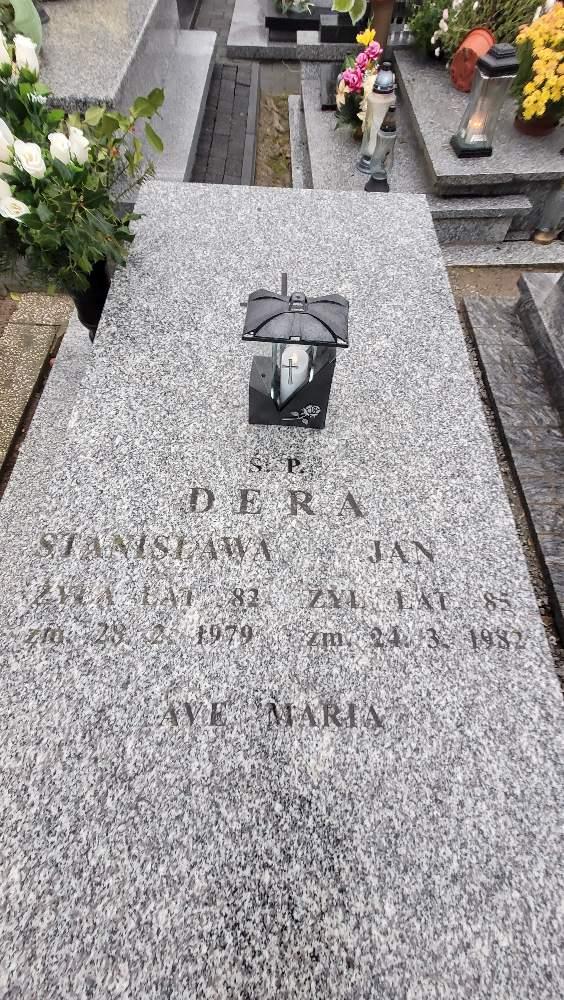 Ś. P.
DERA
STANISŁAWA JAN
ŻYŁA LAT 82 ŻYŁ LAT 85
zm. 28. 2. 1979 zm. 24. 3. 1982
AVE MARIA